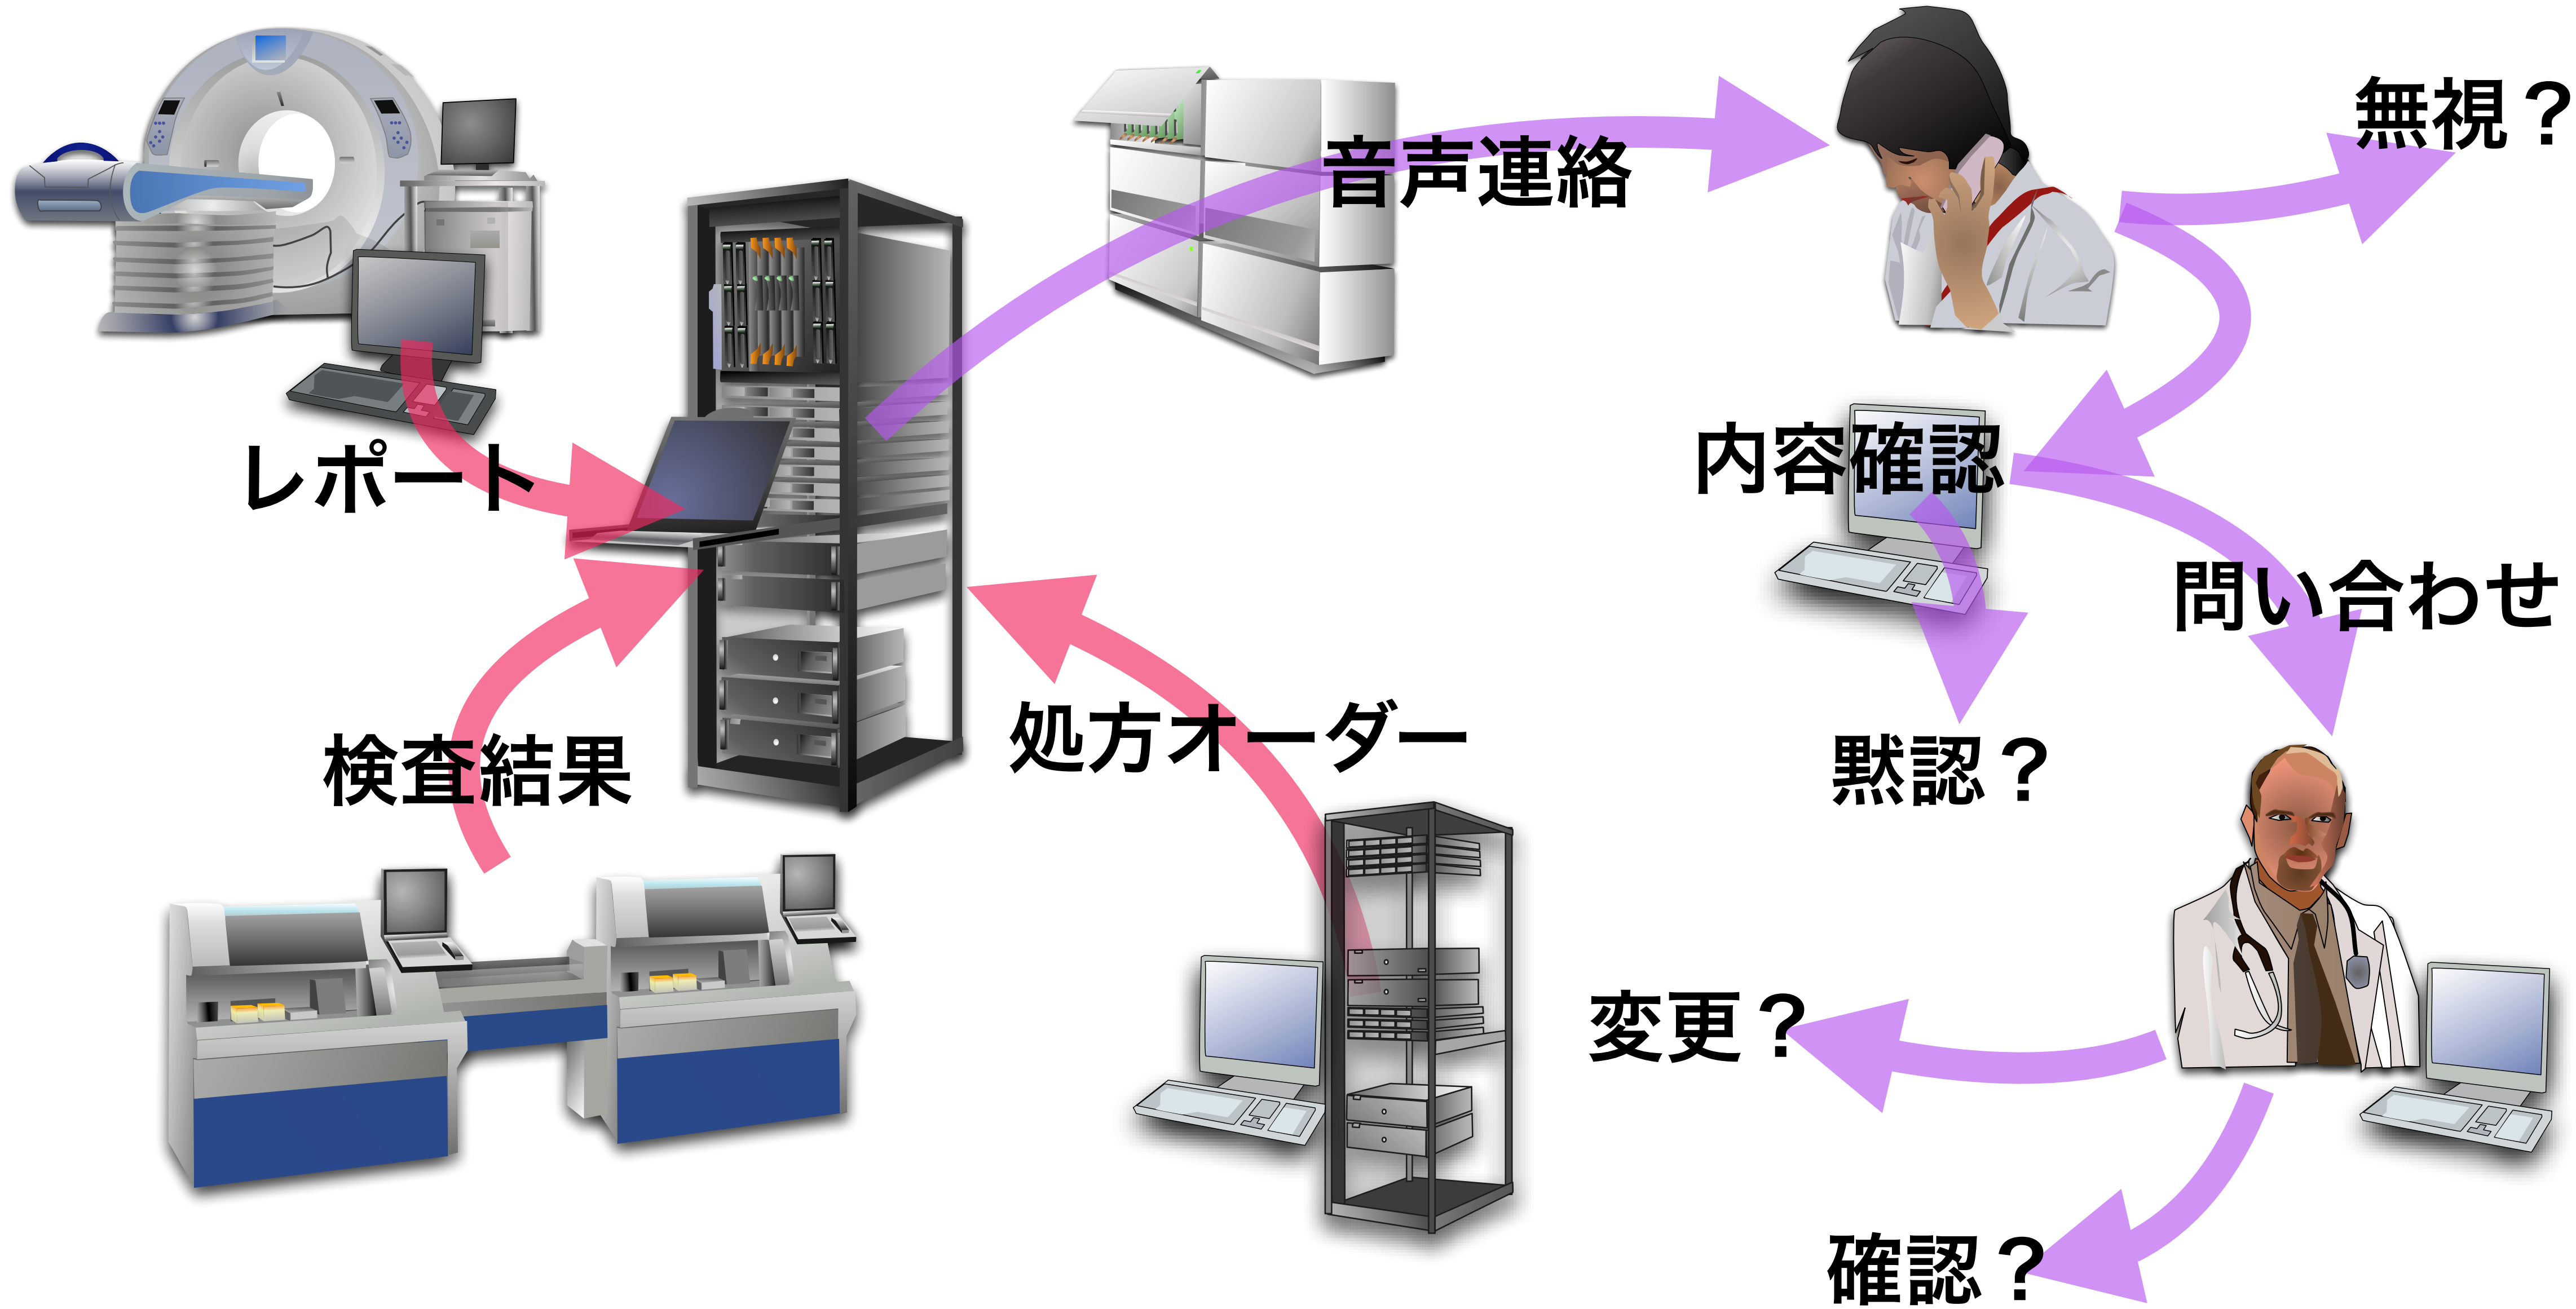 無視？
音声連絡
内容確認
レポート
問い合わせ
処方オーダー
検査結果
黙認？
変更？
確認？